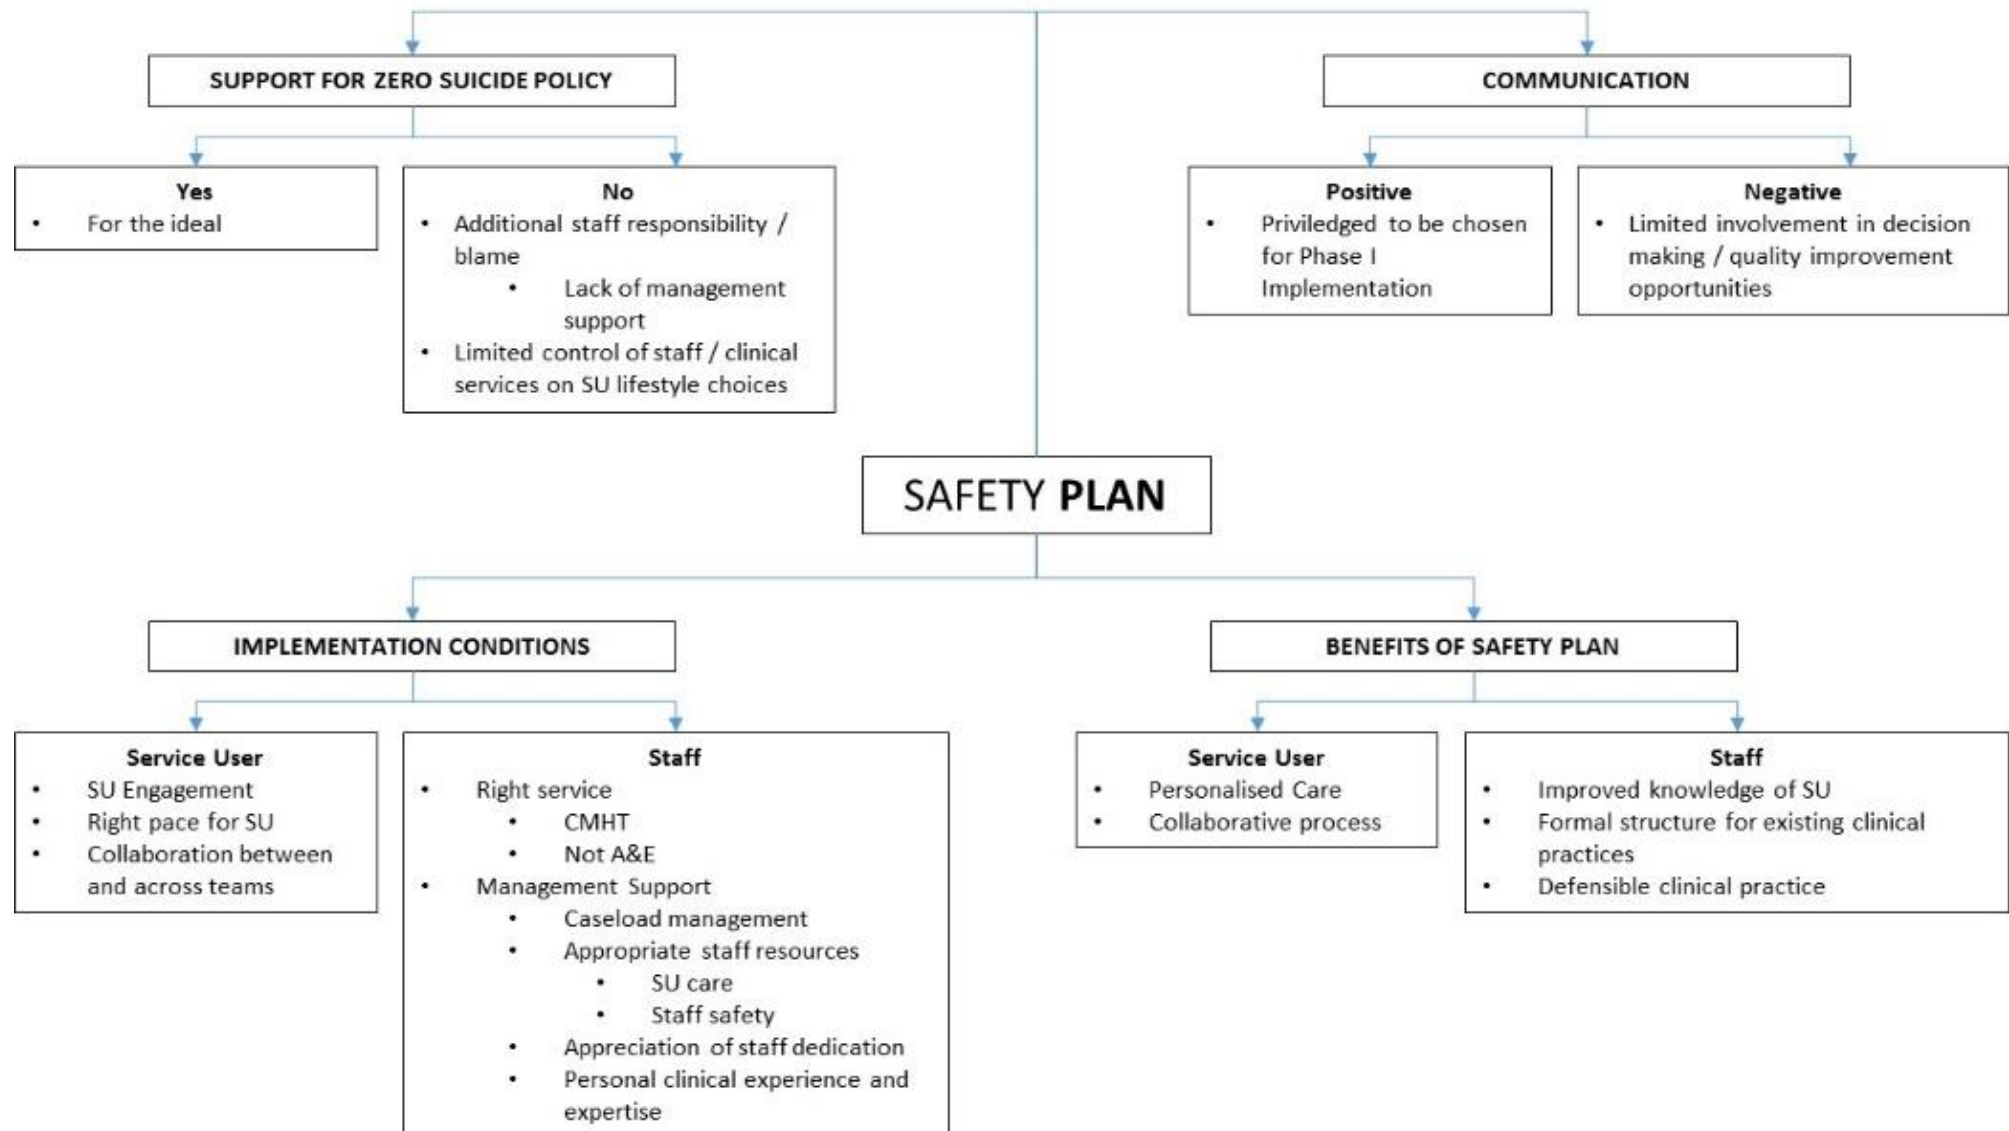 SUPPORT FOR ZERO SUICIDE POLICY
Yes
• For the ideal
No
• Additional staff responsibility /
blame
• Lack of management
support
• Limited control of staff / clinical
services on SU lifestyle choices
COMMUNICATION
Positive
• Priviledged to be chosen
for Phase I
Implementation
Negative
• Limited involvement in decision
making / quality improvement
opportunities
SAFETY PLAN
IMPLEMENTATION CONDITIONS
Service User
• SU Engagement
• Right pace for SU
• Collaboration between
and across teams
Staff
• Right service
• CMHT
• Not A&E
• Management Support
• Caseload management
• Appropriate staff resources
• SU care
• Staff safety
• Appreciation of staff dedication
• Personal clinical experience and
expertise
BENEFITS OF SAFETY PLAN
Service User
• Personalised Care
• Collaborative process
Staff
• Improved knowledge of SU
• Formal structure for existing clinical
practices
• Defensible clinical practice